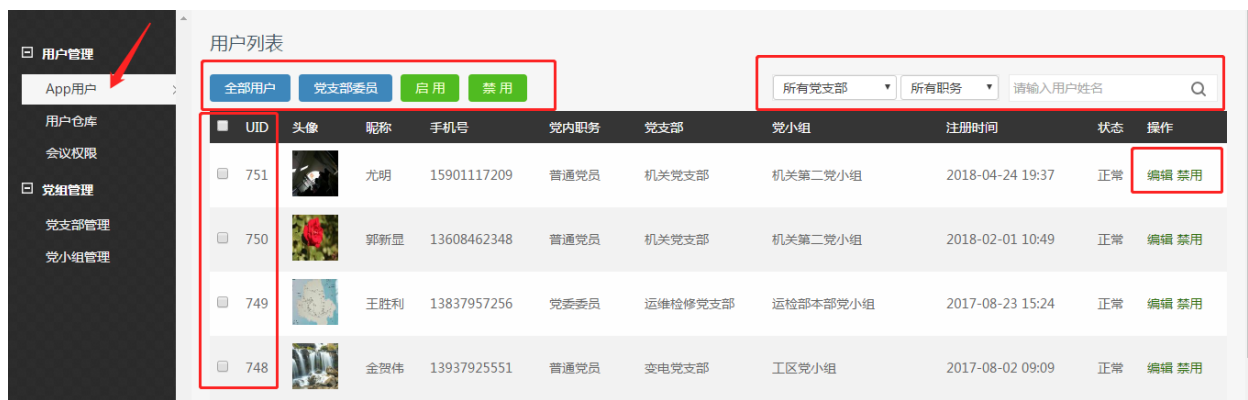 用户管理
App用户
用户仓库
会议权限
党组管理
党支部管理
党小组管理
用户列表
全部用户 党支部委员 启用 禁用 所有党支部 所有职务 请输入用户姓名
UID 头像 昵称 手机号 党内职务 党支部 党小组 注册时间 状态 操作
751 尤明 15901117209 普通党员 机关党支部 机关第二党小组 2018-04-24 19:37 正常 编辑 禁用
750 郭新显 13608462348 普通党员 机关党支部 机关第二党小组 2018-02-01 10:49 正常 编辑 禁用
749 王胜利 13837957256 党委委员 运维检修党支部 运检部本部党小组 2017-08-23 15:24 正常 编辑 禁用
748 金贺伟 13937925551 普通党员 变电党支部 工区党小组 2017-08-02 09:09 正常 编辑 禁用